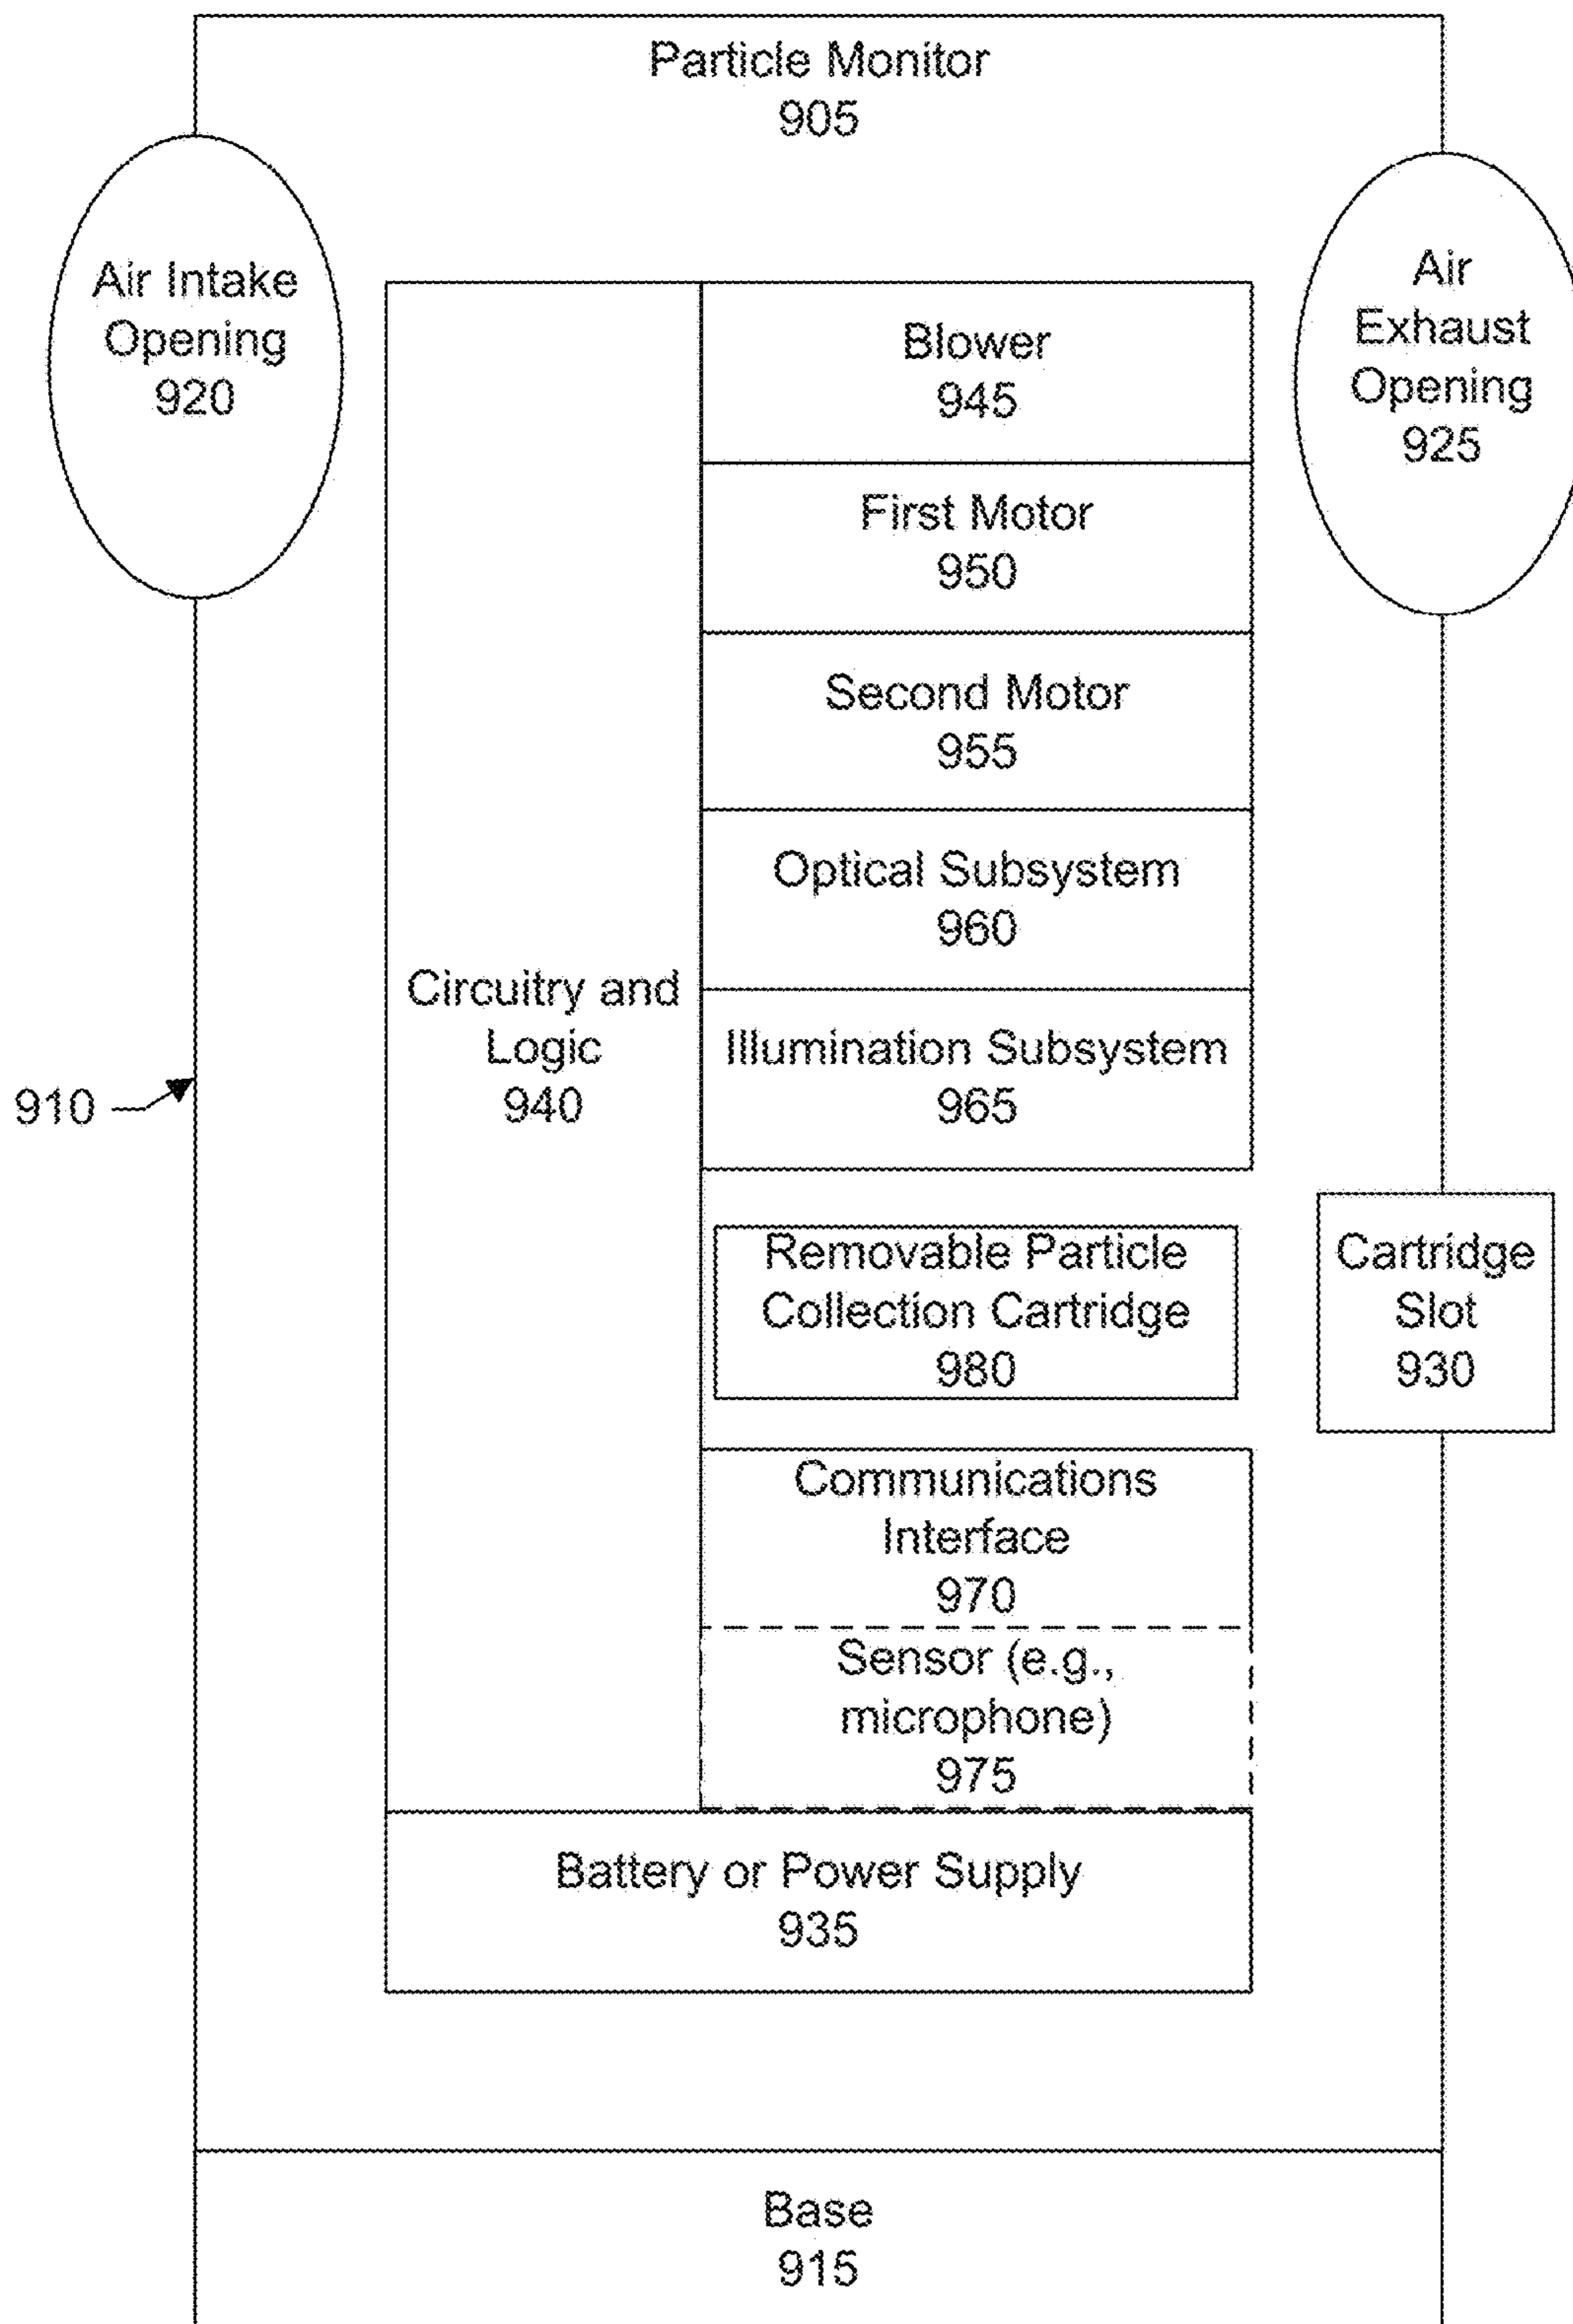 Particle Monitor
905
Air Intake
Opening
920
Air
Exhaust
Opening
925
Blower
945
First Motor
950
Second Motor
955
Optical Subsystem
960
Circuitry and
Logic
940
Illumination Subsystem
965
910
Removable Particle
Collection Cartridge
980
Cartridge
Slot
930
Communications
Interface
970
Sensor (e.g.,
microphone)
975
Battery or Power Supply
935
Base
915